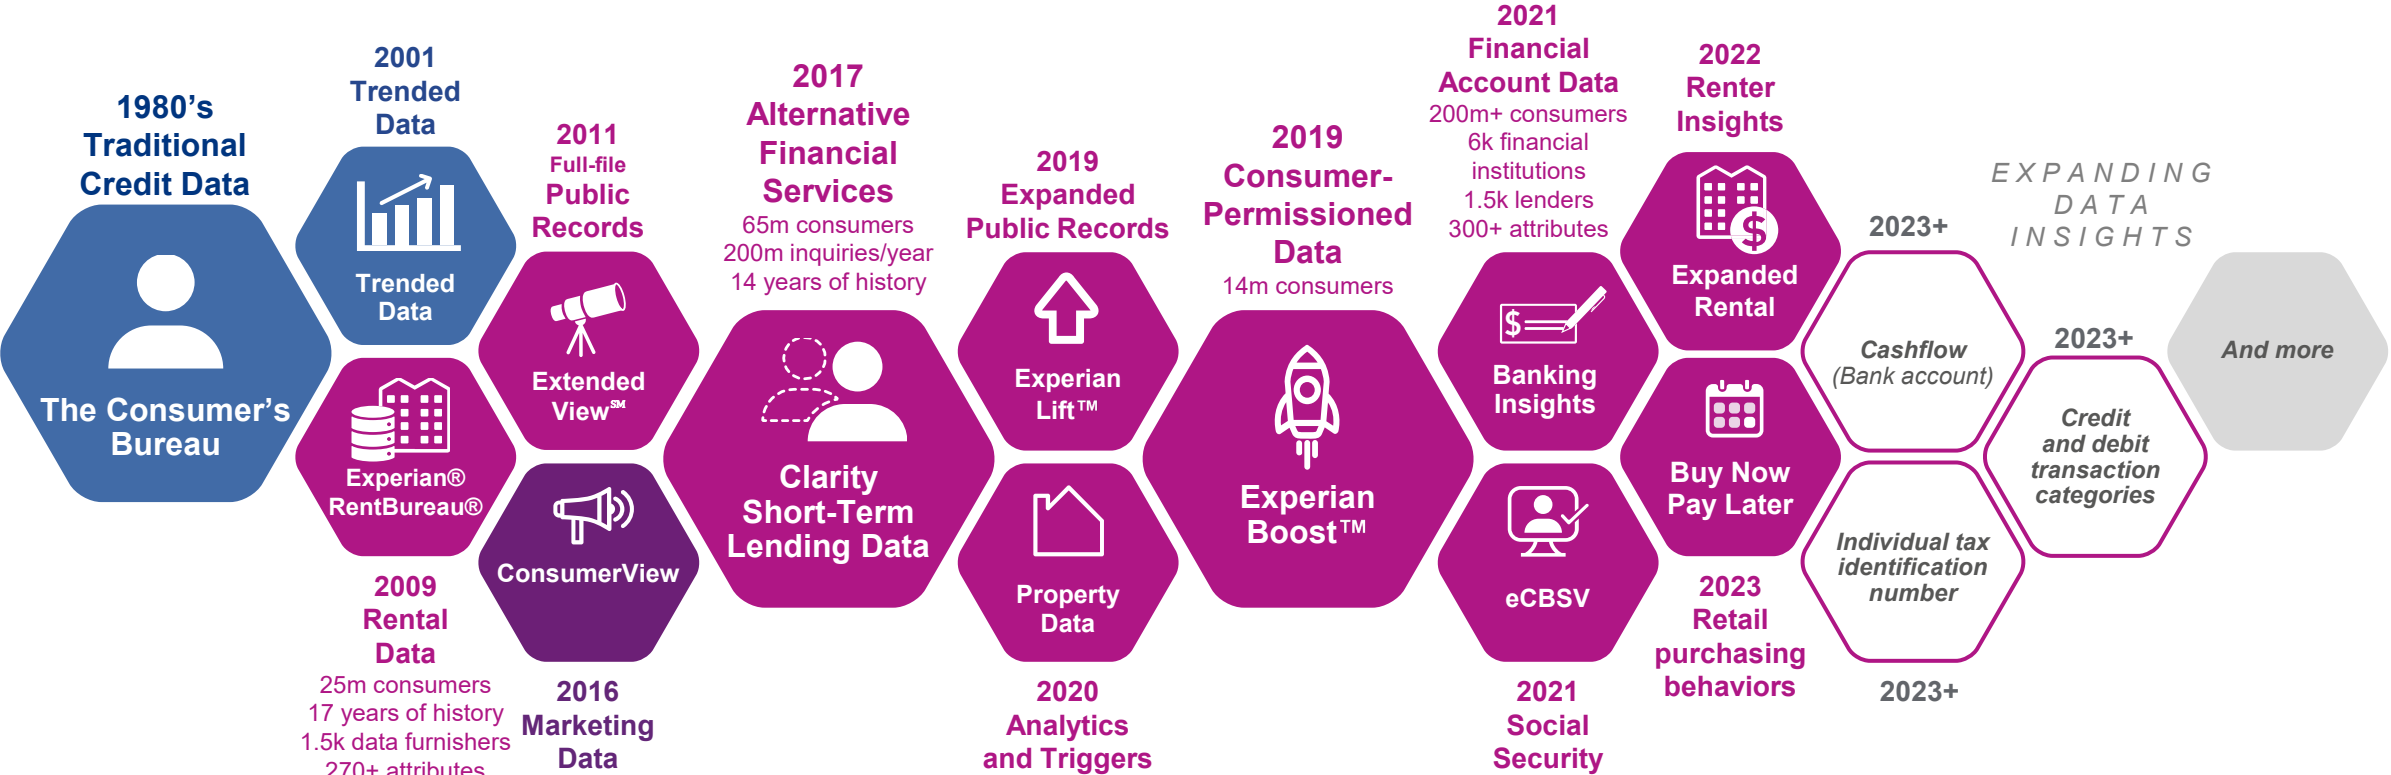 1980's
Traditional
Credit Data
The Consumer's
Bureau
2001
Trended
Data
Trended
Data
Experian®
RentBureau®
2009
Rental
Data
25m consumers
17 years of history
1.5k data furnishers
270+ attributes
2011
Full-file
Public
Records
Extended
View℠
ConsumerView
2016
Marketing
Data
2017
Alternative
Financial
Services
65m consumers
200m inquiries/year
14 years of history
Clarity
Short-Term
Lending Data
2019
Expanded
Public Records
Experian
Lift™
Property
Data
2020
Analytics
and Triggers
2019
Consumer-
Permissioned
Data
14m consumers
Experian
Boost™
2021
Financial
Account Data
200m+ consumers
6k financial
institutions
1.5k lenders
300+ attributes
$
Banking
Insights
eCBSV
2021
Social
Security
2022
Renter
Insights
$
Expanded
Rental
Buy Now
Pay Later
2023
Retail
purchasing
behaviors
2023+
Cashflow
(Bank account)
Individual tax
identification
number
2023+
EXPANDING
DATA
INSIGHTS
2023+
Credit
and debit
transaction
categories
And more